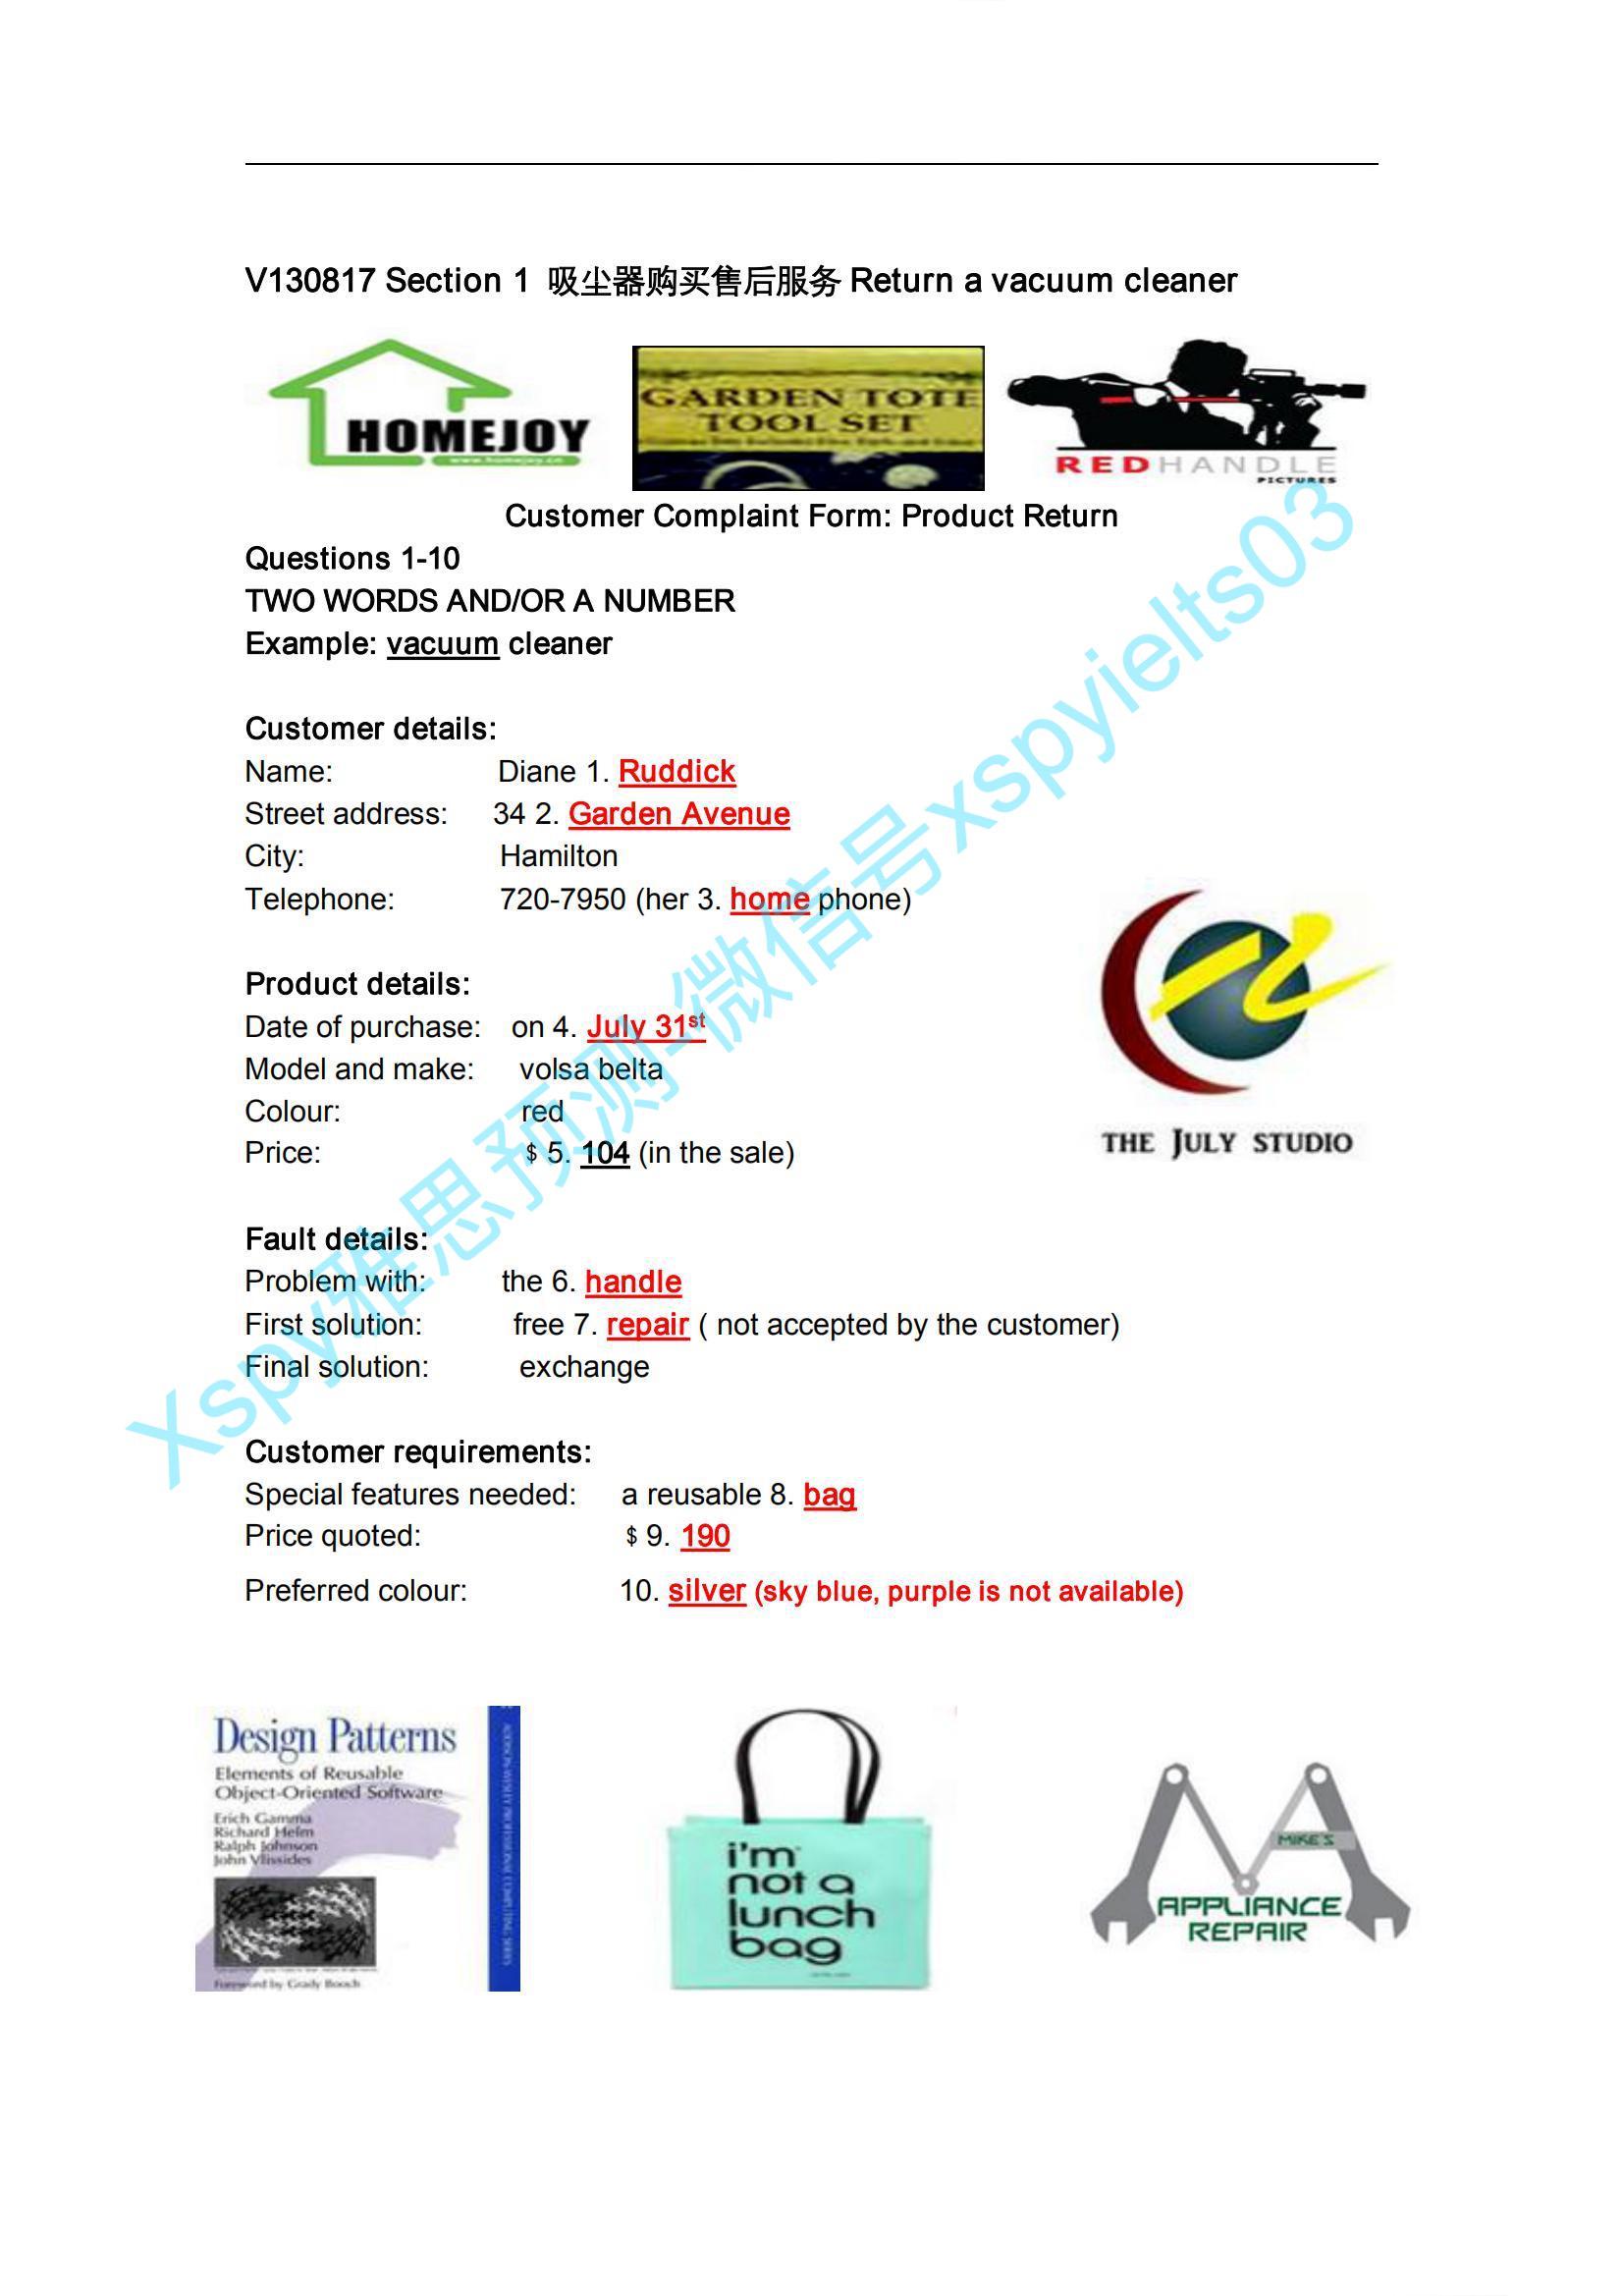 V130817 Section 1 吸尘器购买售后服务 Return a vacuum cleaner
HOMEJOY
GARDEN TOTE
TOOL SET
REDHANDLE
PICTURES
Customer Complaint Form: Product Return
Questions 1-10
TWO WORDS AND/OR A NUMBER
Example: vacuum cleaner
Customer details:
Name: Diane 1. Ruddick
Street address: 34 2. Garden Avenue
City: Hamilton
Telephone: 720-7950 (her 3. home phone)
Product details:
Date of purchase: on 4. July 31st
Model and make: volsa belta
Colour: red
Price: $ 5. 104 (in the sale)
THE JULY STUDIO
Fault details:
Problem with: the 6. handle
First solution: free 7. repair ( not accepted by the customer)
Final solution: exchange
Customer requirements:
Special features needed: a reusable 8. bag
Price quoted: $ 9. 190
Preferred colour: 10. silver (sky blue, purple is not available)
Xspy雅思预测-微信号xspyielts03
Design Patterns
Elements of Reusable
Object-Oriented Software
Erich Gamma
Richard Helm
Ralph Johnson
John Vlissides
Foreword by Grady Booch
ADDISON-WESLEY PROFESSIONAL COMPUTING SERIES
i'm
not a
lunch
bag
MIKE'S
APPLIANCE
REPAIR